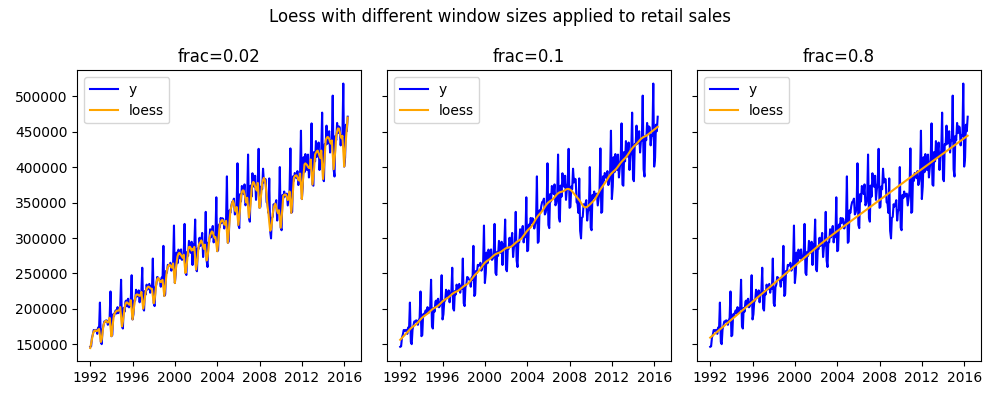 Loess with different window sizes applied to retail sales
frac=0.02
frac=0.1
frac=0.8
y
loess
y
loess
y
loess
500000
450000
400000
350000
300000
250000
200000
150000
1992 1996 2000 2004 2008 2012 2016
1992 1996 2000 2004 2008 2012 2016
1992 1996 2000 2004 2008 2012 2016